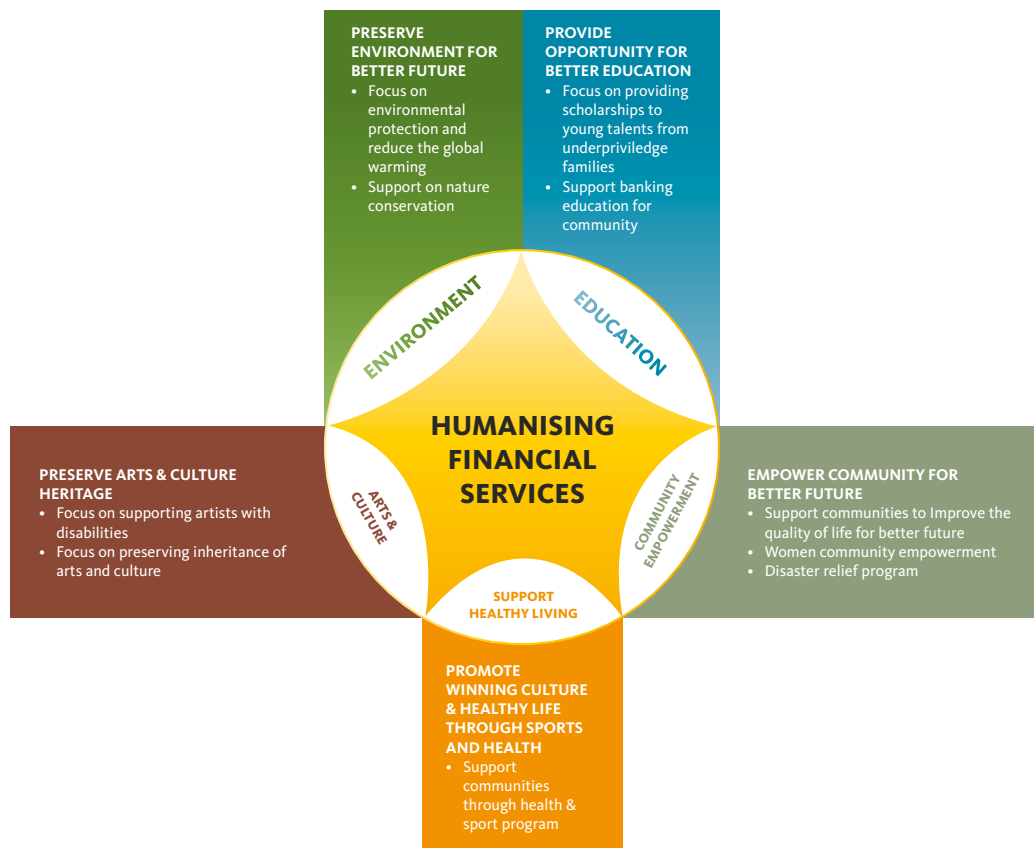 PRESERVE
ENVIRONMENT FOR
BETTER FUTURE
• Focus on
environmental
protection and
reduce the global
warming
• Support on nature
conservation
PROVIDE
OPPORTUNITY FOR
BETTER EDUCATION
• Focus on providing
scholarships to
young talents from
underpriviledge
families
• Support banking
education for
community
ENVIRONMENT
EDUCATION
HUMANISING
FINANCIAL
SERVICES
PRESERVE ARTS & CULTURE
HERITAGE
• Focus on supporting artists with
disabilities
• Focus on preserving inheritance of
arts and culture
ARTS &
CULTURE
COMMUNITY
EMPOWERMENT
EMPOWER COMMUNITY FOR
BETTER FUTURE
• Support communities to Improve the
quality of life for better future
• Women community empowerment
• Disaster relief program
SUPPORT
HEALTHY LIVING
PROMOTE
WINNING CULTURE
& HEALTHY LIFE
THROUGH SPORTS
AND HEALTH
• Support
communities
through health &
sport program